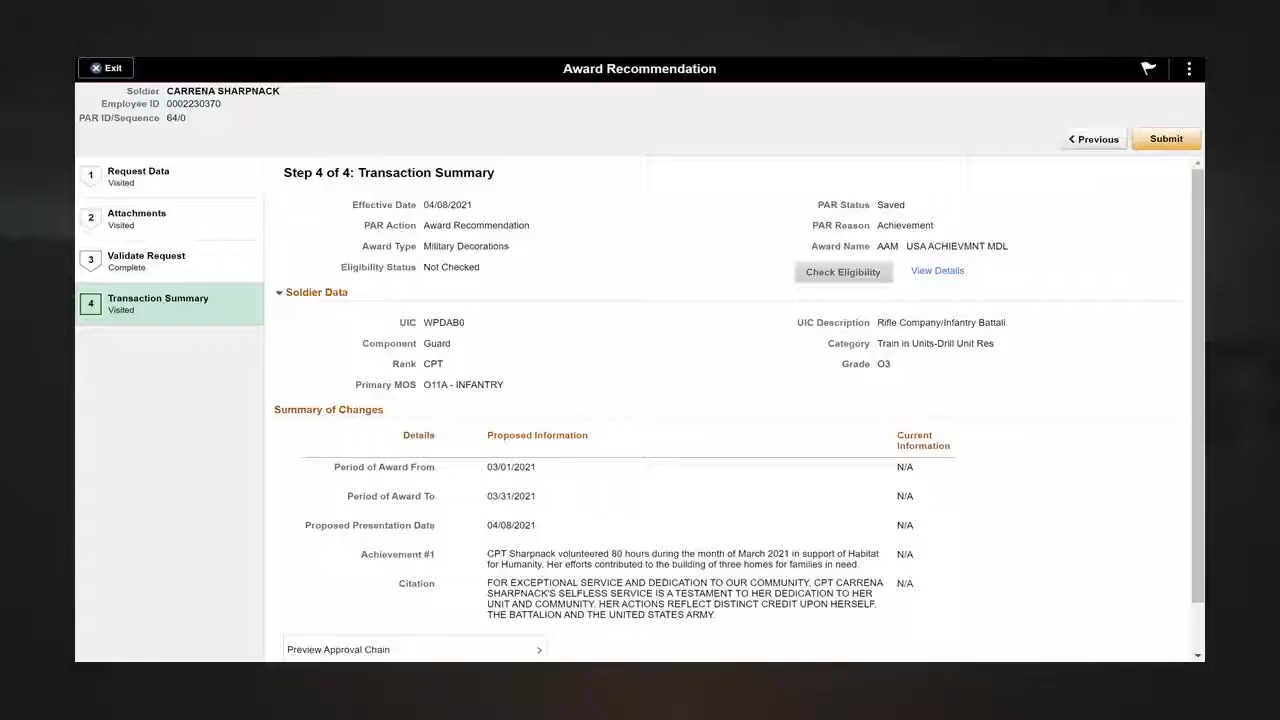 Exit
Award Recommendation
Soldier CARRENA SHARPNACK
Employee ID 0002230370
PAR ID/Sequence 64/0
Previous
Submit
1 Request Data
Visited
2 Attachments
Visited
3 Validate Request
Complete
4 Transaction Summary
Visited
Step 4 of 4: Transaction Summary
Effective Date 04/08/2021 PAR Status Saved
PAR Action Award Recommendation PAR Reason Achievement
Award Type Military Decorations Award Name AAM USA ACHIEVMNT MDL
Eligibility Status Not Checked Check Eligibility View Details
Soldier Data
UIC WPDAB0 UIC Description Rifle Company/Infantry Battali
Component Guard Category Train in Units-Drill Unit Res
Rank CPT Grade O3
Primary MOS O11A - INFANTRY
Summary of Changes
Details Proposed Information Current
Information
Period of Award From 03/01/2021 N/A
Period of Award To 03/31/2021 N/A
Proposed Presentation Date 04/08/2021 N/A
Achievement #1 CPT Sharpnack volunteered 80 hours during the month of March 2021 in support of Habitat N/A
for Humanity. Her efforts contributed to the building of three homes for families in need.
Citation FOR EXCEPTIONAL SERVICE AND DEDICATION TO OUR COMMUNITY. CPT CARRENA N/A
SHARPNACK'S SELFLESS SERVICE IS A TESTAMENT TO HER DEDICATION TO HER
UNIT AND COMMUNITY. HER ACTIONS REFLECT DISTINCT CREDIT UPON HERSELF.
THE BATTALION AND THE UNITED STATES ARMY.
Preview Approval Chain